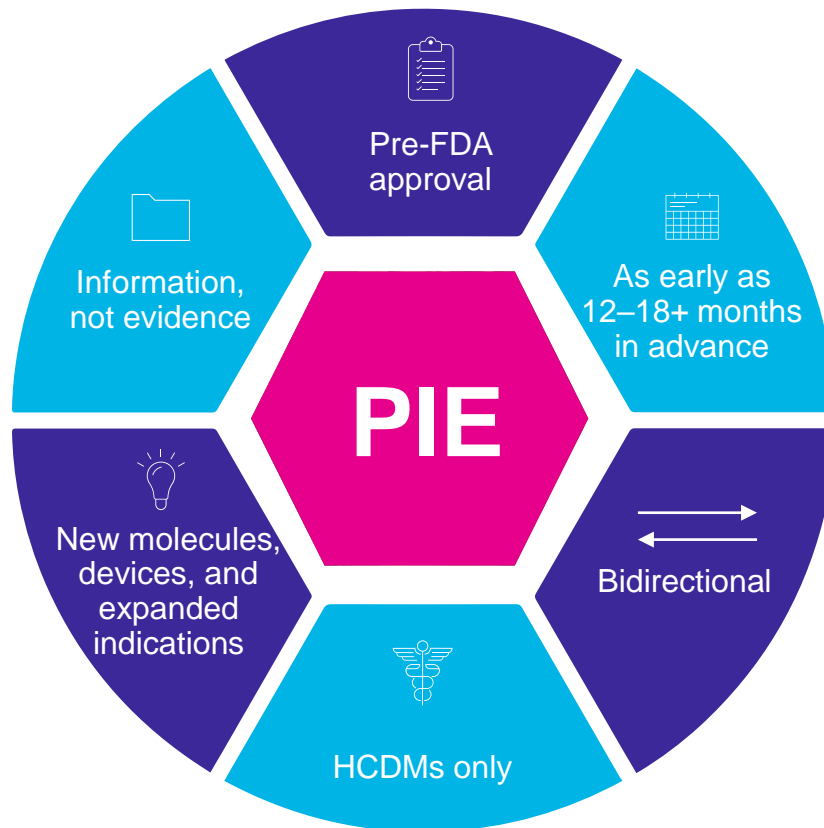 Pre-FDA
approval
As early as
12–18+ months
in advance
Bidirectional
HCDMs only
New molecules,
devices, and
expanded
indications
Information,
not evidence
PIE